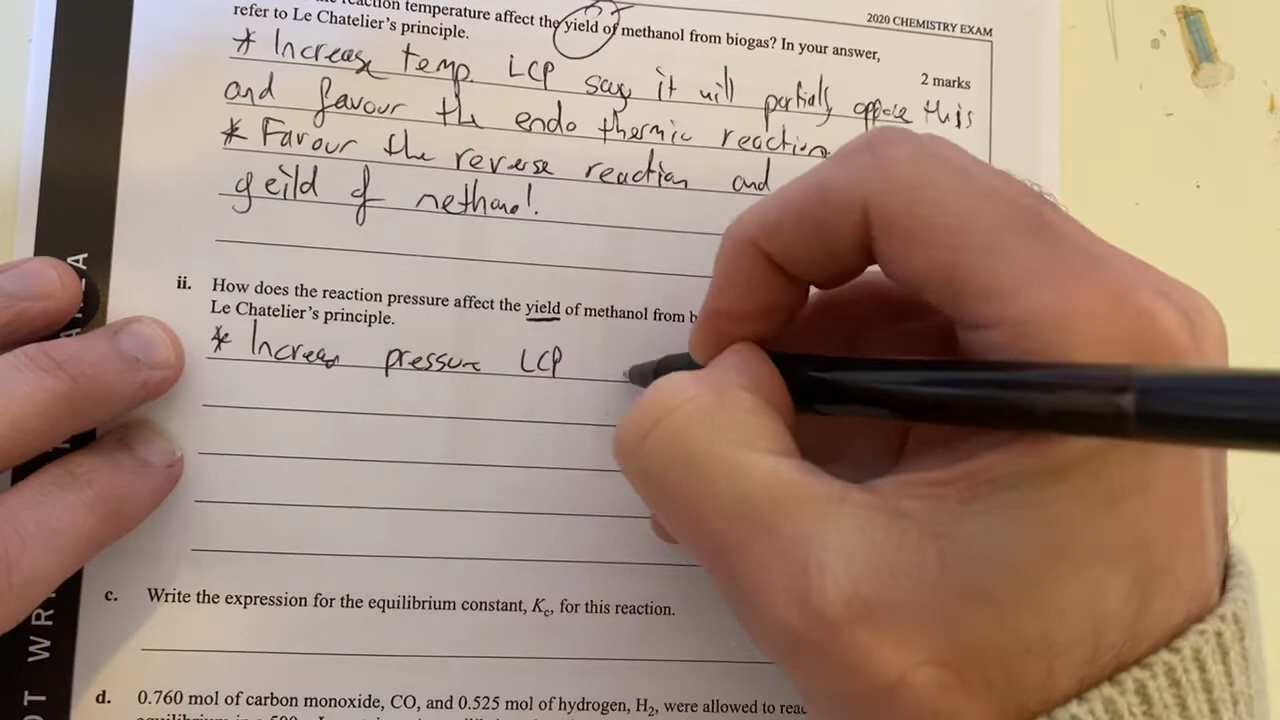 2020 CHEMISTRY EXAM
reaction temperature affect the yield of methanol from biogas? In your answer,
refer to Le Chatelier's principle.
2 marks
* Increase temp. LCP says it will partially oppose this
and favour the endothermic reaction
* Favour the reverse reaction and
yeild of methanol.
ii. How does the reaction pressure affect the yield of methanol from b
Le Chatelier's principle.
* Increase pressure LCP
c. Write the expression for the equilibrium constant, Kc, for this reaction.
d. 0.760 mol of carbon monoxide, CO, and 0.525 mol of hydrogen, H2, were allowed to reac